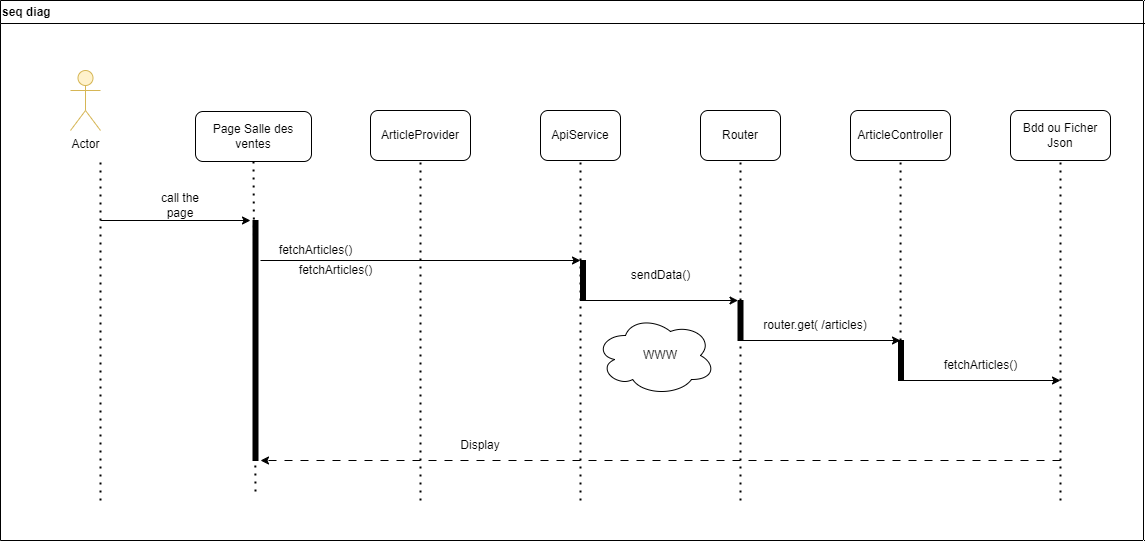 seq diag
Actor
Page Salle des
ventes
ArticleProvider
ApiService
Router
ArticleController
Bdd ou Ficher
Json
call the
page
fetchArticles()
fetchArticles()
sendData()
router.get( /articles)
WWW
fetchArticles()
Display